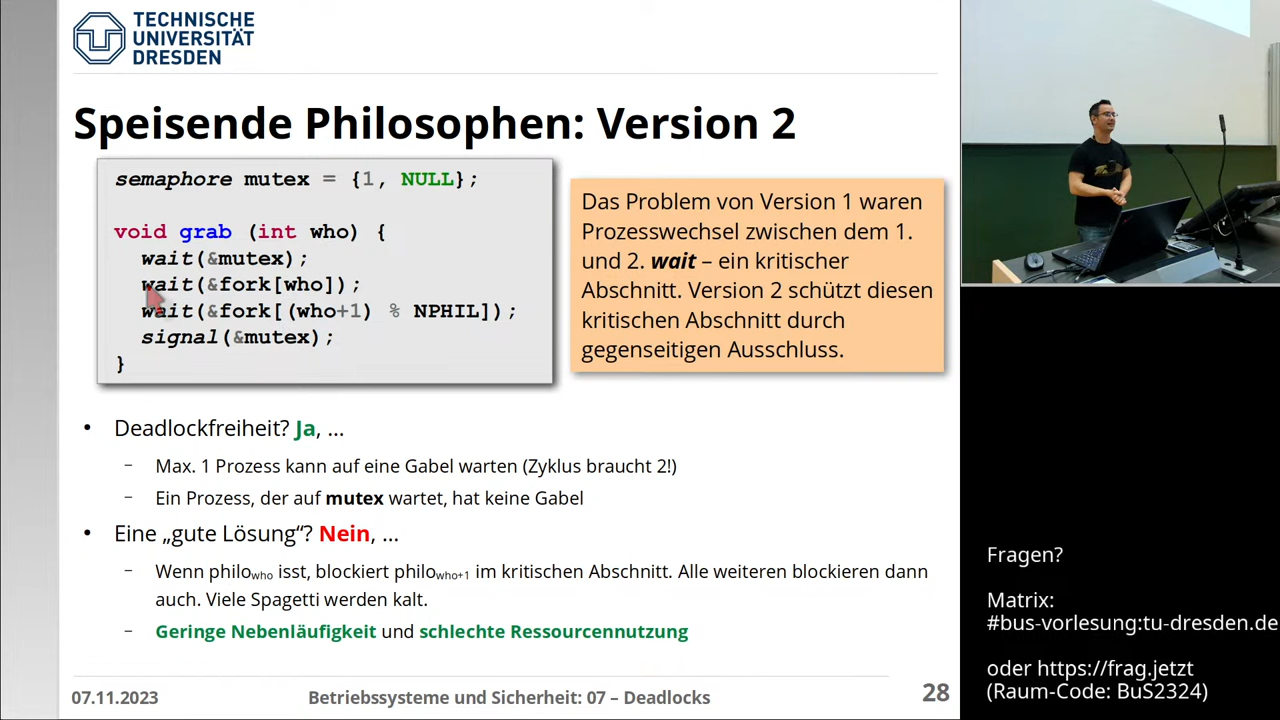 TECHNISCHE
UNIVERSITÄT
DRESDEN
Speisende Philosophen: Version 2
semaphore mutex = {1, NULL};
void grab (int who) {
wait(&mutex);
wait(&fork[who]);
wait(&fork[(who+1) % NPHIL]);
signal(&mutex);
}
Das Problem von Version 1 waren
Prozesswechsel zwischen dem 1.
und 2. wait – ein kritischer
Abschnitt. Version 2 schützt diesen
kritischen Abschnitt durch
gegenseitigen Ausschluss.
• Deadlockfreiheit? Ja, ...
– Max. 1 Prozess kann auf eine Gabel warten (Zyklus braucht 2!)
– Ein Prozess, der auf mutex wartet, hat keine Gabel
• Eine „gute Lösung“? Nein, ...
– Wenn philowho isst, blockiert philowho+1 im kritischen Abschnitt. Alle weiteren blockieren dann
auch. Viele Spagetti werden kalt.
– Geringe Nebenläufigkeit und schlechte Ressourcennutzung
07.11.2023 Betriebssysteme und Sicherheit: 07 – Deadlocks 28
Fragen?
Matrix:
#bus-vorlesung:tu-dresden.de
oder https://frag.jetzt
(Raum-Code: BuS2324)